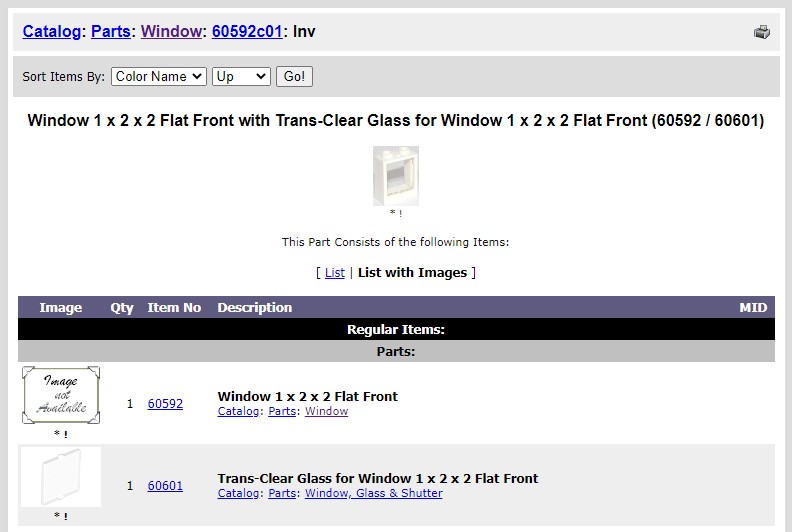 Catalog: Parts: Window: 60592c01: Inv
Sort Items By: Color Name Up Go!
Window 1 x 2 x 2 Flat Front with Trans-Clear Glass for Window 1 x 2 x 2 Flat Front (60592 / 60601)
* !
This Part Consists of the following Items:
[ List | List with Images ]
Image Qty Item No Description MID
Regular Items:
Parts:
Image
not
Available
* !
1 60592 Window 1 x 2 x 2 Flat Front
Catalog: Parts: Window
* !
1 60601 Trans-Clear Glass for Window 1 x 2 x 2 Flat Front
Catalog: Parts: Window, Glass & Shutter